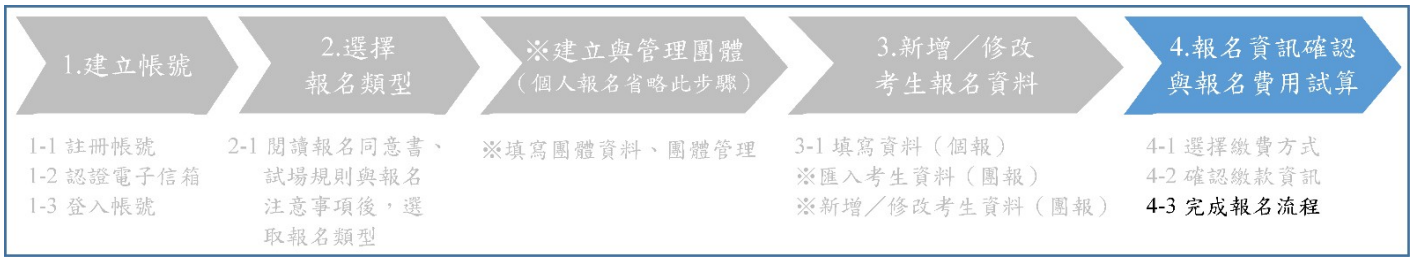 1.建立帳號
2.選擇
報名類型
※建立與管理團體
（個人報名省略此步驟）
3.新增／修改
考生報名資料
4.報名資訊確認
與報名費用試算
1-1 註冊帳號
1-2 認證電子信箱
1-3 登入帳號
2-1 閱讀報名同意書、
試場規則與報名
注意事項後，選
取報名類型
※填寫團體資料、團體管理
3-1 填寫資料（個報）
※匯入考生資料（團報）
※新增／修改考生資料（團報）
4-1 選擇繳費方式
4-2 確認繳款資訊
4-3 完成報名流程